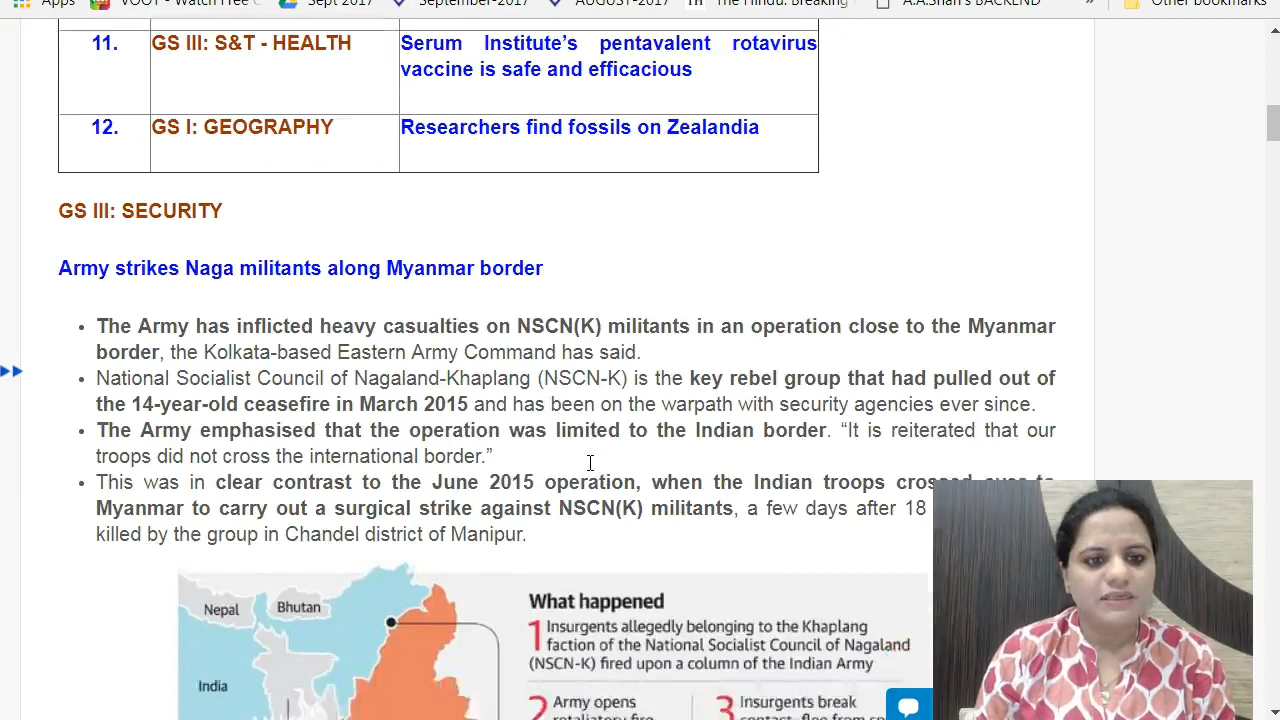 Apps
VOOT - Watch Free
Sept 2017
September-2017
AUGUST-2017
TH
The Hindu: Breaking
A.A.Shah's BACKEND
»
Other bookmarks
11.
GS III: S&T - HEALTH
Serum Institute’s pentavalent rotavirus
vaccine is safe and efficacious
12.
GS I: GEOGRAPHY
Researchers find fossils on Zealandia
GS III: SECURITY
Army strikes Naga militants along Myanmar border
• The Army has inflicted heavy casualties on NSCN(K) militants in an operation close to the Myanmar
border, the Kolkata-based Eastern Army Command has said.
• National Socialist Council of Nagaland-Khaplang (NSCN-K) is the key rebel group that had pulled out of
the 14-year-old ceasefire in March 2015 and has been on the warpath with security agencies ever since.
• The Army emphasised that the operation was limited to the Indian border. “It is reiterated that our
troops did not cross the international border.”
• This was in clear contrast to the June 2015 operation, when the Indian troops crossed over to
Myanmar to carry out a surgical strike against NSCN(K) militants, a few days after 18
killed by the group in Chandel district of Manipur.
Nepal
Bhutan
India
What happened
1 Insurgents allegedly belonging to the Khaplang
faction of the National Socialist Council of Nagaland
(NSCN-K) fired upon a column of the Indian Army
2 Army opens
retaliatory fire
3 Insurgents break
contact, flee from